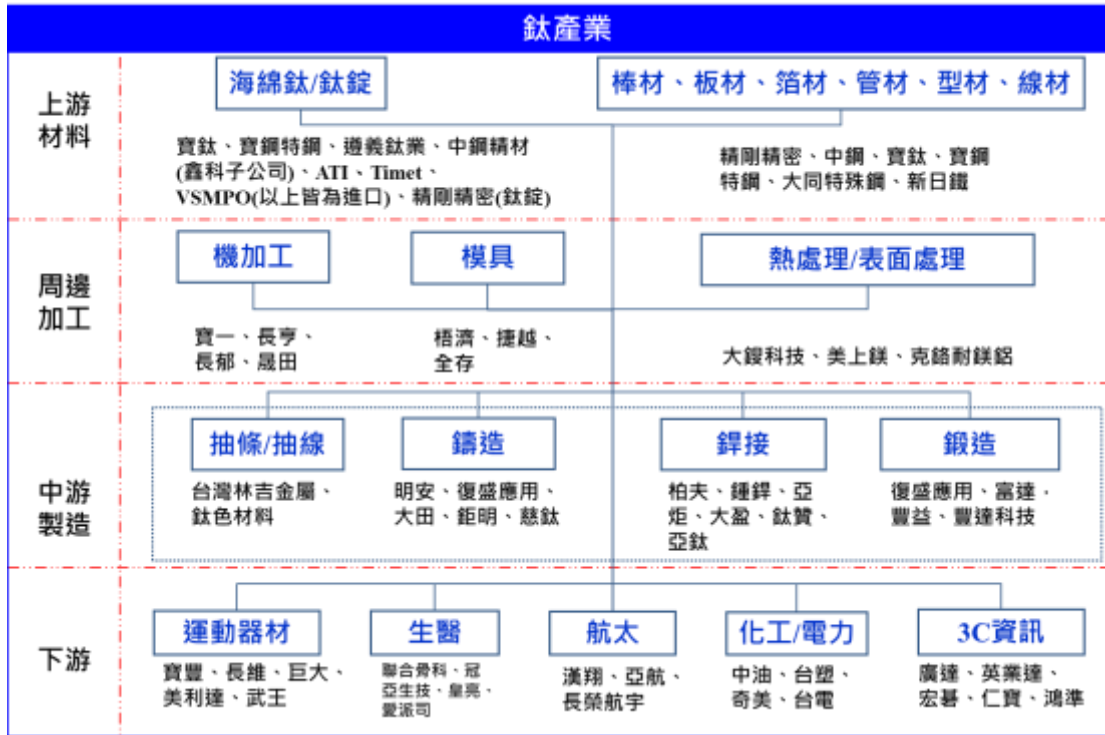 鈦產業
上游
材料
海綿鈦/鈦錠
寶鈦、寶鋼特鋼、遵義鈦業、中鋼精材
(鑫科子公司)、ATI、Timet、
VSMPO(以上皆為進口)、精剛精密(鈦錠)
棒材、板材、箔材、管材、型材、線材
精剛精密、中鋼、寶鈦、寶鋼
特鋼、大同特殊鋼、新日鐵
周邊
加工
機加工
寶一、長亨、
長郁、晟田
模具
梧濟、捷越、
全存
熱處理/表面處理
大鎪科技、美上鎂、克鉻耐鎂鋁
中游
製造
抽條/抽線
台灣林吉金屬、
鈦色材料
鑄造
明安、復盛應用、
大田、鉅明、慈鈦
銲接
柏夫、鍾銲、亞
炬、大盈、鈦贊、
亞鈦
鍛造
復盛應用、富達，
豐益、豐達科技
下游
運動器材
寶豐、長維、巨大、
美利達、武王
生醫
聯合骨科、冠
亞生技、皇亮、
愛派司
航太
漢翔、亞航、
長榮航宇
化工/電力
中油、台塑、
奇美、台電
3C資訊
廣達、英業達、
宏碁、仁寶、鴻準